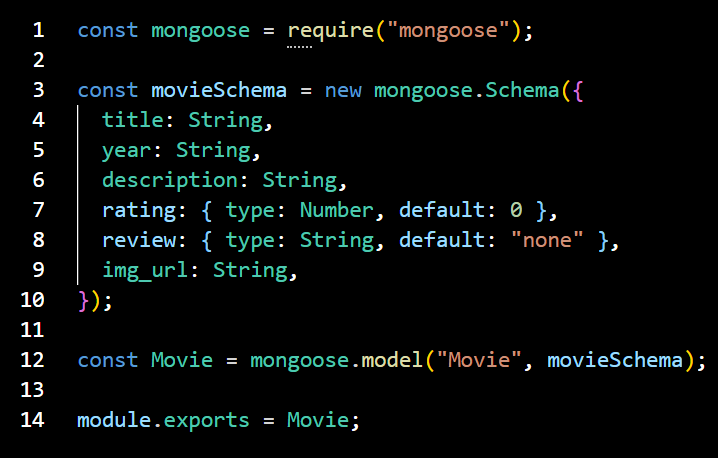 1 const mongoose = require("mongoose");
2
3 const movieSchema = new mongoose.Schema({
4   title: String,
5   year: String,
6   description: String,
7   rating: { type: Number, default: 0 },
8   review: { type: String, default: "none" },
9   img_url: String,
10 });
11
12 const Movie = mongoose.model("Movie", movieSchema);
13
14 module.exports = Movie;